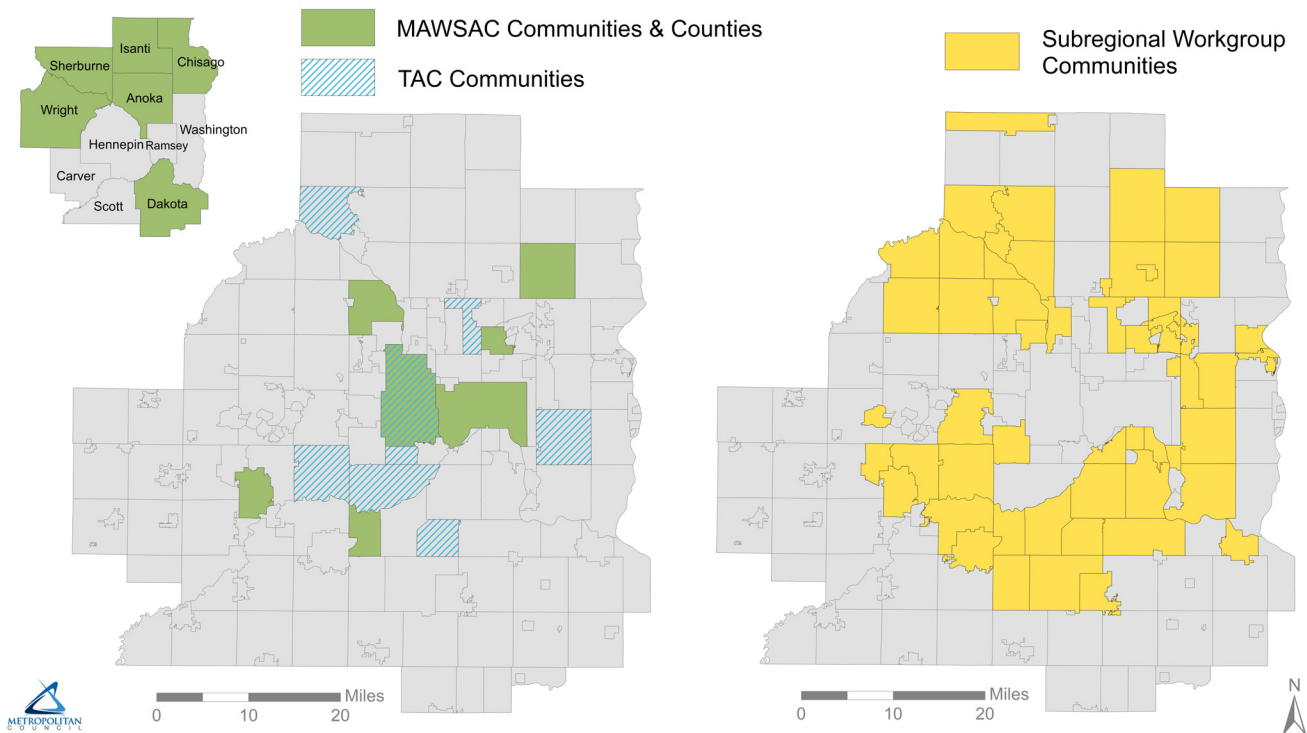 MAWSAC Communities & Counties
TAC Communities
Subregional Workgroup
Communities
Isanti
Sherburne
Chisago
Wright
Anoka
Washington
Hennepin
Ramsey
Carver
Scott
Dakota
Miles
0 10 20
Miles
0 10 20
N
METROPOLITAN
COUNCIL